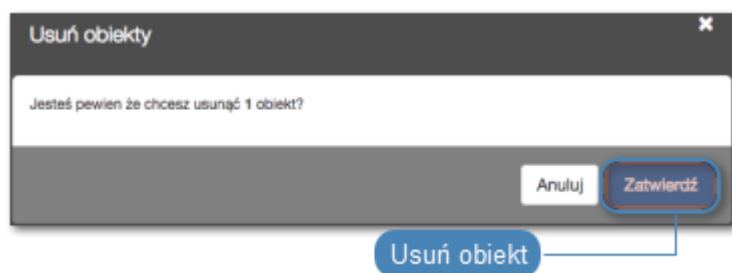 Usuń obiekty
Jesteś pewien że chcesz usunąć 1 obiekt?
Anuluj Zatwierdź
Usuń obiekt